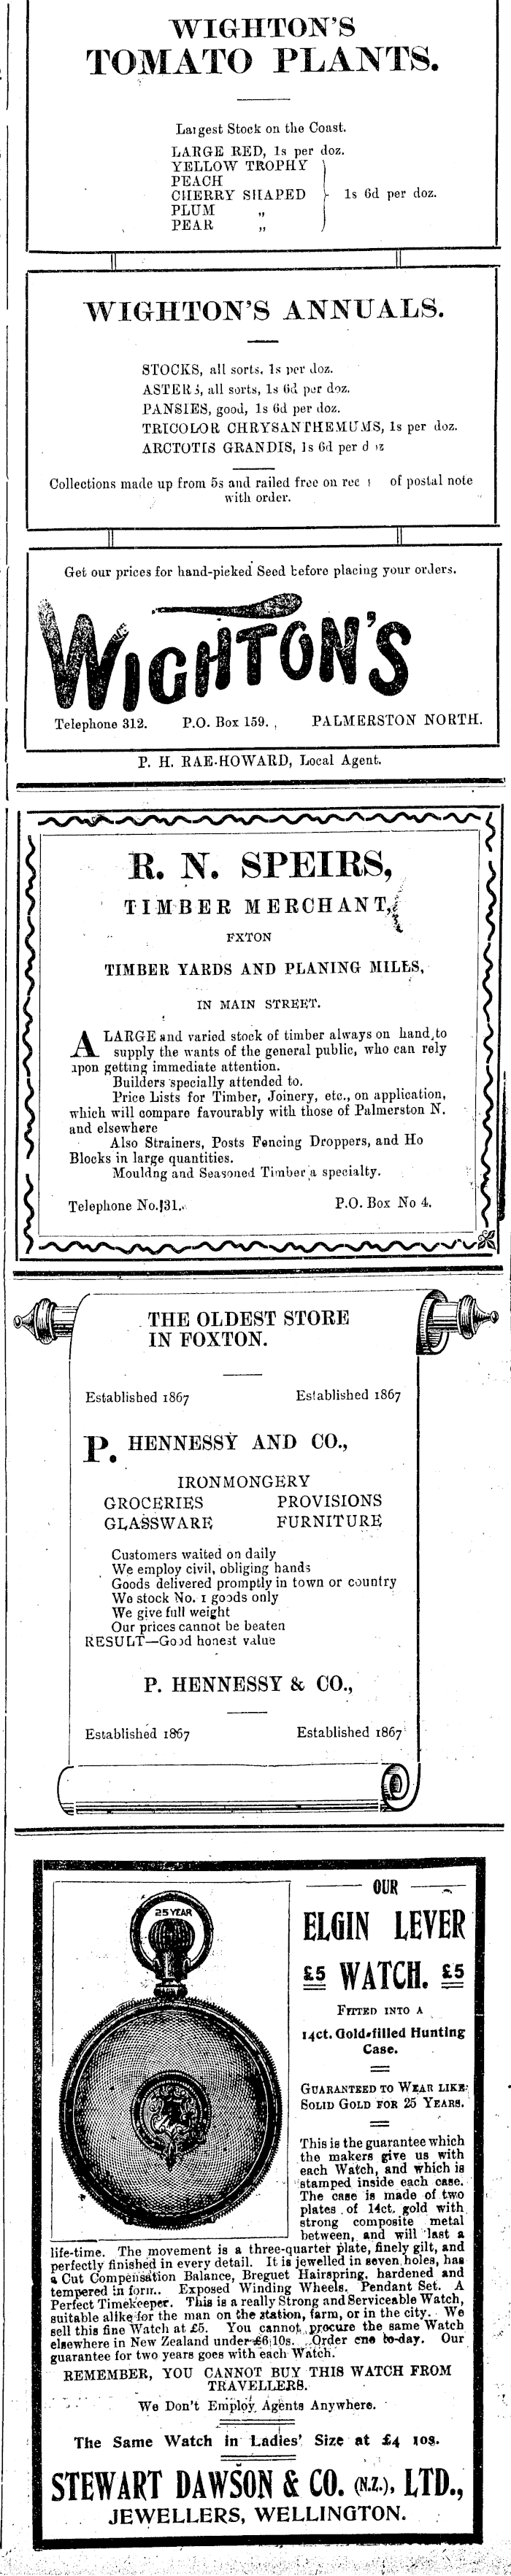 WIGHTON'S
TOMATO PLANTS.
Largest Stock on the Coast.
LARGE RED, 1s per doz.
YELLOW TROPHY
PEACH
CHERRY SHAPED 1s 6d per doz.
PLUM „
PEAR „
WIGHTON'S ANNUALS.
STOCKS, all sorts, 1s per doz.
ASTERS, all sorts, 1s 6d per doz.
PANSIES, good, 1s 6d per doz.
TRICOLOR CHRYSANTHEMUMS, 1s per doz.
ARCTOTIS GRANDIS, 1s 6d per d z
Collections made up from 5s and railed free on rec of postal note
with order.
Get our prices for hand-picked Seed before placing your orders.
WIGHTON'S
Telephone 312. P.O. Box 159. PALMERSTON NORTH.
P. H. RAE-HOWARD, Local Agent.
R. N. SPEIRS,
TIMBER MERCHANT,
FXTON
TIMBER YARDS AND PLANING MILLS,
IN MAIN STREET.
A LARGE and varied stock of timber always on hand, to
supply the wants of the general public, who can rely
upon getting immediate attention.
Builders specially attended to.
Price Lists for Timber, Joinery, etc., on application,
which will compare favourably with those of Palmerston N.
and elsewhere
Also Strainers, Posts Fencing Droppers, and Ho
Blocks in large quantities.
Mouldng and Seasoned Timber a specialty.
Telephone No. 31. P.O. Box No 4.
THE OLDEST STORE
IN FOXTON.
Established 1867 Established 1867
P. HENNESSY AND CO.,
IRONMONGERY
GROCERIES PROVISIONS
GLASSWARE FURNITURE
Customers waited on daily
We employ civil, obliging hands
Goods delivered promptly in town or country
We stock No. 1 goods only
We give full weight
Our prices cannot be beaten
RESULT—Good honest value
P. HENNESSY & CO.,
Established 1867 Established 1867
25 YEAR
OUR
ELGIN LEVER
£5 WATCH. £5
FITTED INTO A
14ct. Gold-filled Hunting
Case.
GUARANTEED TO WEAR LIKE
SOLID GOLD FOR 25 YEARS.
This is the guarantee which
the makers give us with
each Watch, and which is
stamped inside each case.
The case is made of two
plates of 14ct. gold with
strong composite metal
between, and will last a
life-time. The movement is a three-quarter plate, finely gilt, and
perfectly finished in every detail. It is jewelled in seven holes, has
a Cut Compensation Balance, Breguet Hairspring, hardened and
tempered in form.. Exposed Winding Wheels. Pendant Set. A
Perfect Timekeeper. This is a really Strong and Serviceable Watch,
suitable alike for the man on the station, farm, or in the city. We
sell this fine Watch at £5. You cannot procure the same Watch
elsewhere in New Zealand under £6 10s. Order one to-day. Our
guarantee for two years goes with each Watch.
REMEMBER, YOU CANNOT BUY THIS WATCH FROM
TRAVELLERS.
We Don't Employ Agents Anywhere.
The Same Watch in Ladies' Size at £4 10s.
STEWART DAWSON & CO. (N.Z.), LTD.,
JEWELLERS, WELLINGTON.